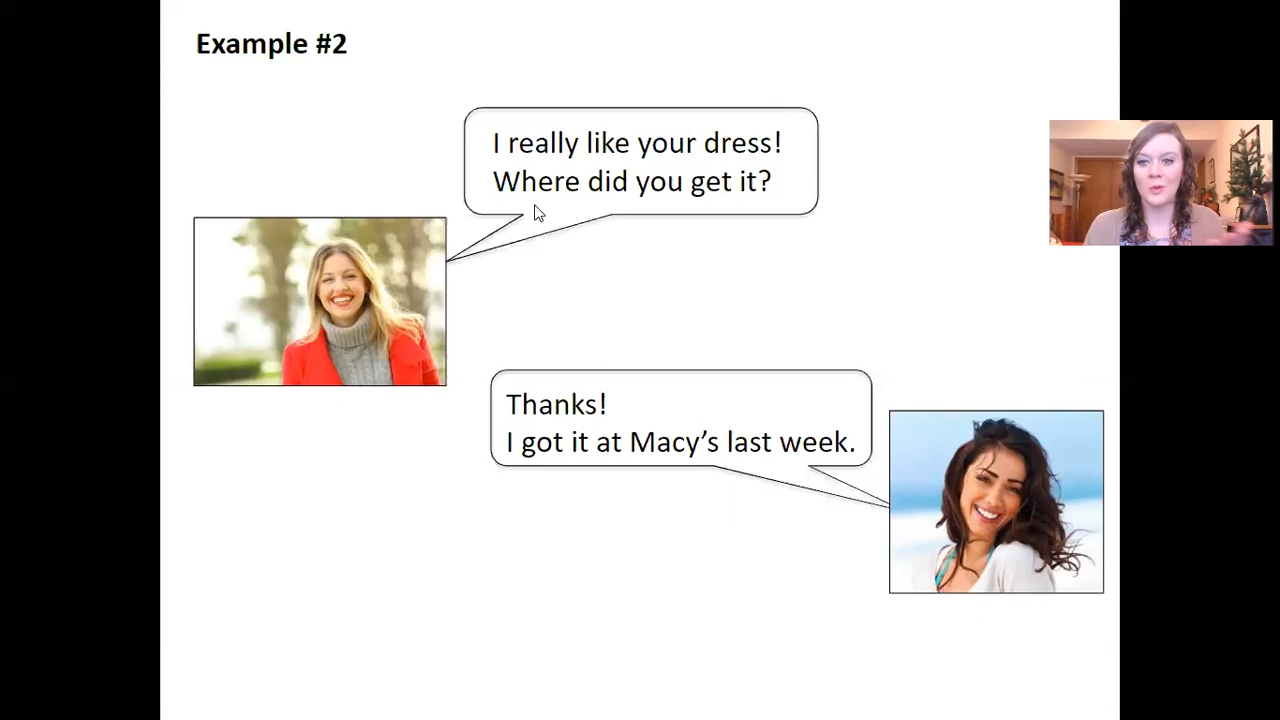 Example #2
I really like your dress!
Where did you get it?
Thanks!
I got it at Macy’s last week.